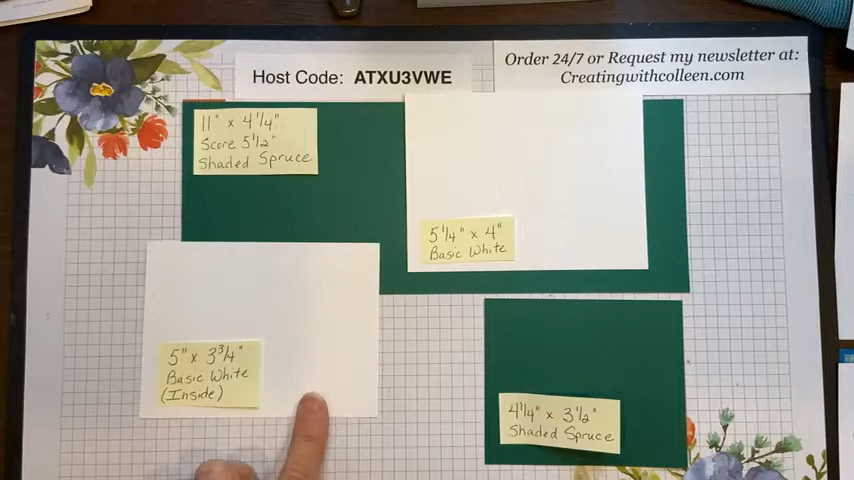 Host Code: ATXU3VWE
Order 24/7 or Request my newsletter at:
Creatingwithcolleen.com
11" x 4 1/4"
Score 5 1/2"
Shaded Spruce
5 1/4" x 4"
Basic White
5" x 3 3/4"
Basic White
(Inside)
4 1/4" x 3 1/2"
Shaded Spruce